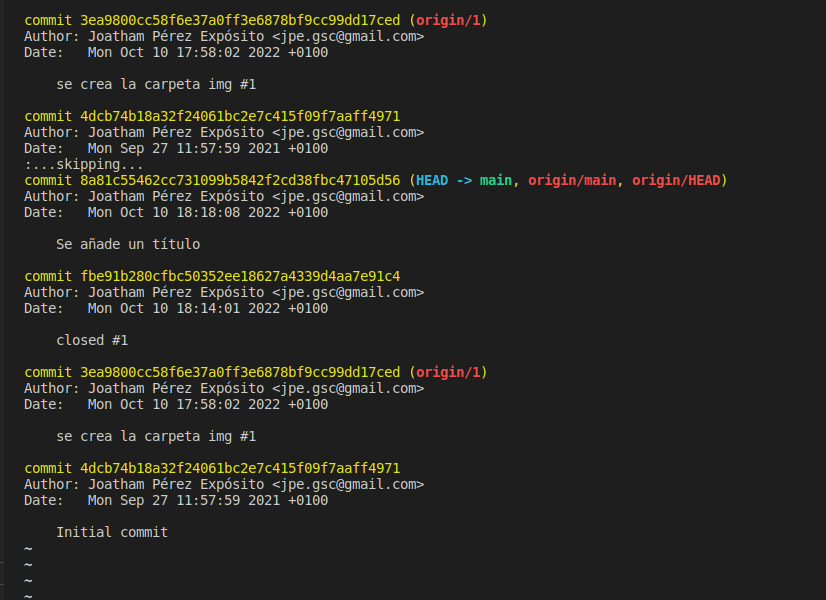 commit 3ea9800cc58f6e37a0ff3e6878bf9cc99dd17ced (origin/1)
Author: Joatham Pérez Expósito <jpe.gsc@gmail.com>
Date:   Mon Oct 10 17:58:02 2022 +0100
    se crea la carpeta img #1
commit 4dcb74b18a32f24061bc2e7c415f09f7aaff4971
Author: Joatham Pérez Expósito <jpe.gsc@gmail.com>
Date:   Mon Sep 27 11:57:59 2021 +0100
:...skipping...
commit 8a81c55462cc731099b5842f2cd38fbc47105d56 (HEAD -> main, origin/main, origin/HEAD)
Author: Joatham Pérez Expósito <jpe.gsc@gmail.com>
Date:   Mon Oct 10 18:18:08 2022 +0100
    Se añade un título
commit fbe91b280cfbc50352ee18627a4339d4aa7e91c4
Author: Joatham Pérez Expósito <jpe.gsc@gmail.com>
Date:   Mon Oct 10 18:14:01 2022 +0100
    closed #1
commit 3ea9800cc58f6e37a0ff3e6878bf9cc99dd17ced (origin/1)
Author: Joatham Pérez Expósito <jpe.gsc@gmail.com>
Date:   Mon Oct 10 17:58:02 2022 +0100
    se crea la carpeta img #1
commit 4dcb74b18a32f24061bc2e7c415f09f7aaff4971
Author: Joatham Pérez Expósito <jpe.gsc@gmail.com>
Date:   Mon Sep 27 11:57:59 2021 +0100
    Initial commit
~
~
~
~